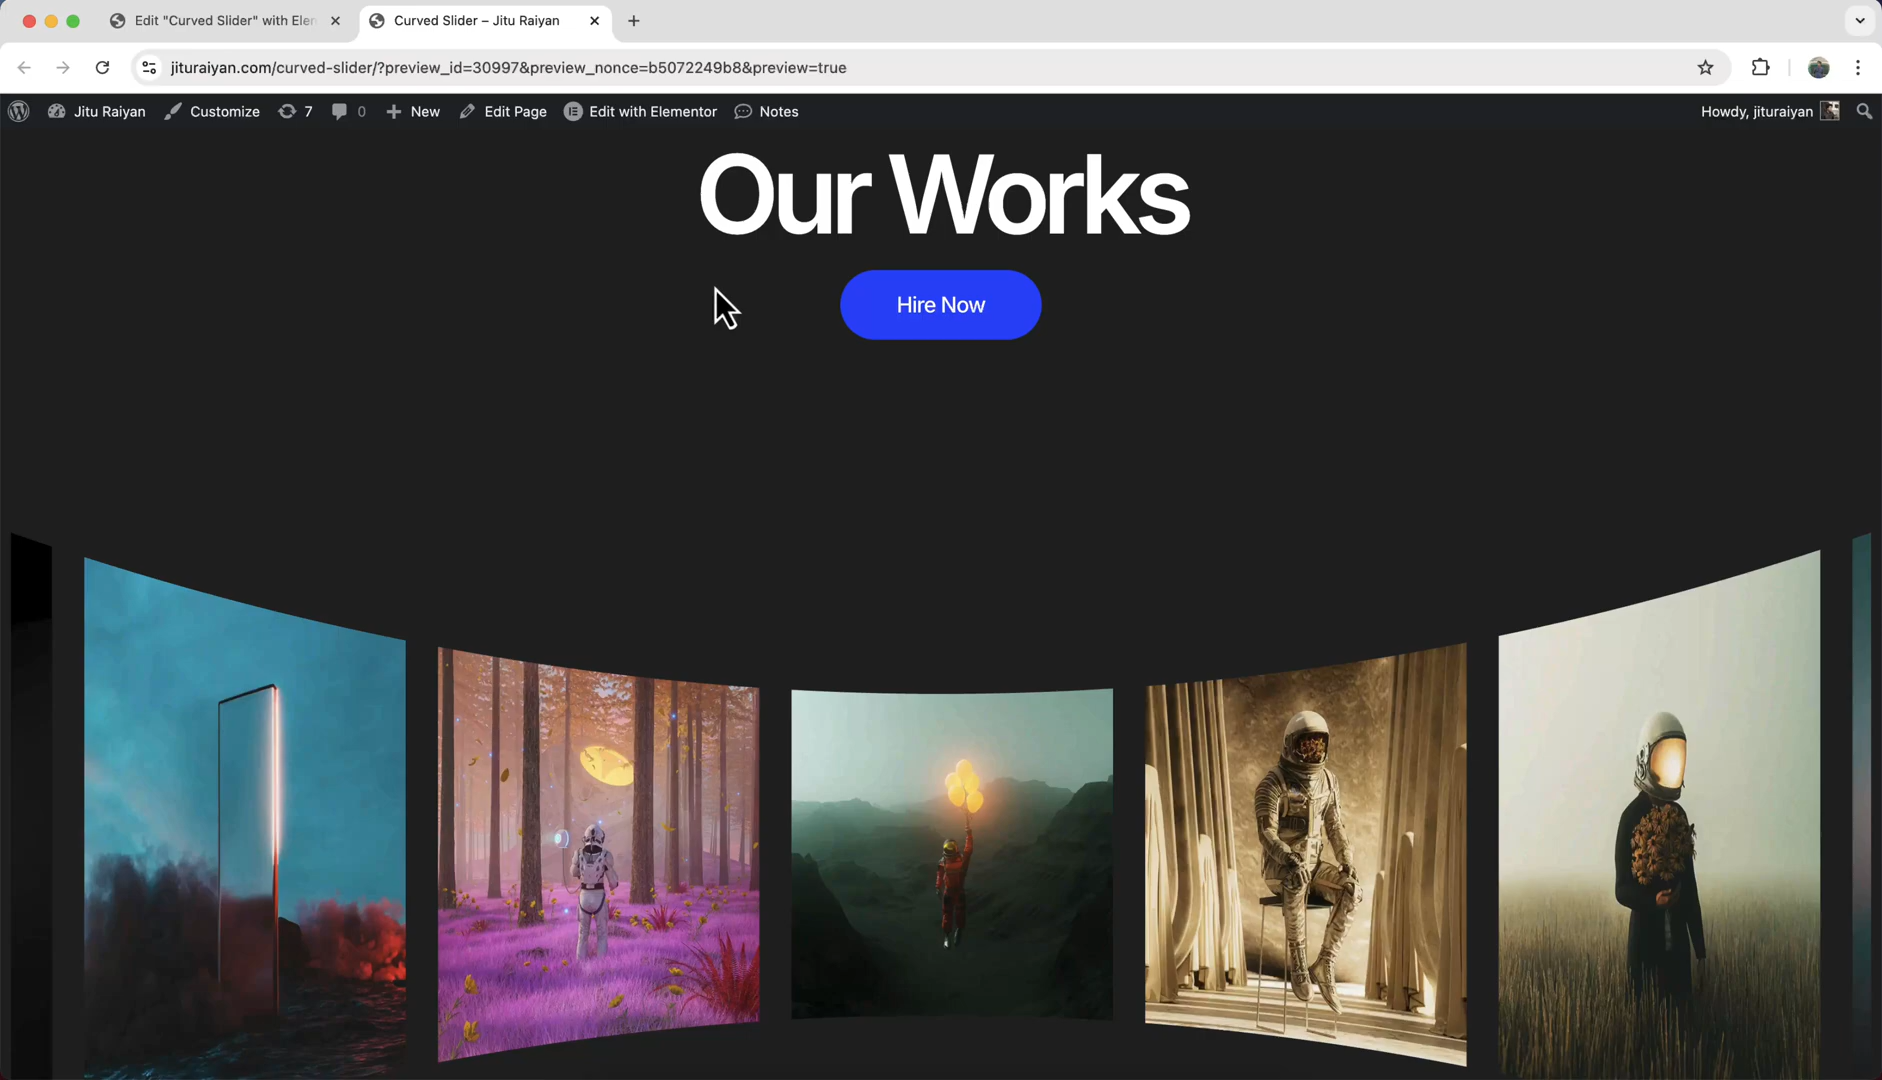 Edit "Curved Slider" with Elen
Curved Slider – Jitu Raiyan
jituraiyan.com/curved-slider/?preview_id=30997&preview_nonce=b5072249b8&preview=true
Jitu Raiyan
Customize
7
0
New
Edit Page
Edit with Elementor
Notes
Howdy, jituraiyan
Our Works
Hire Now